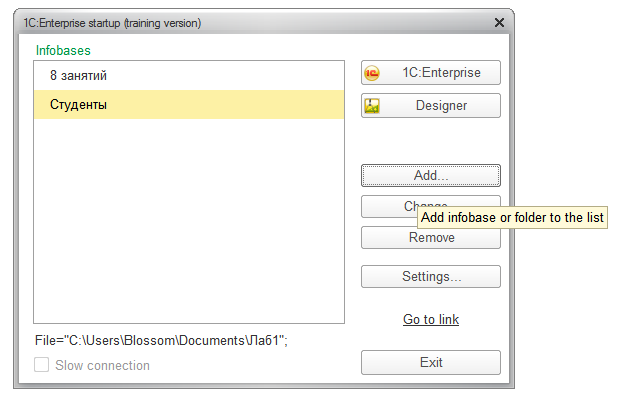 1C:Enterprise startup (training version)
Infobases
8 занятий
Студенты
1C:Enterprise
Designer
Add...
Add infobase or folder to the list
Remove
Settings...
Go to link
File="C:\Users\Blossom\Documents\Лаб1";
Slow connection
Exit